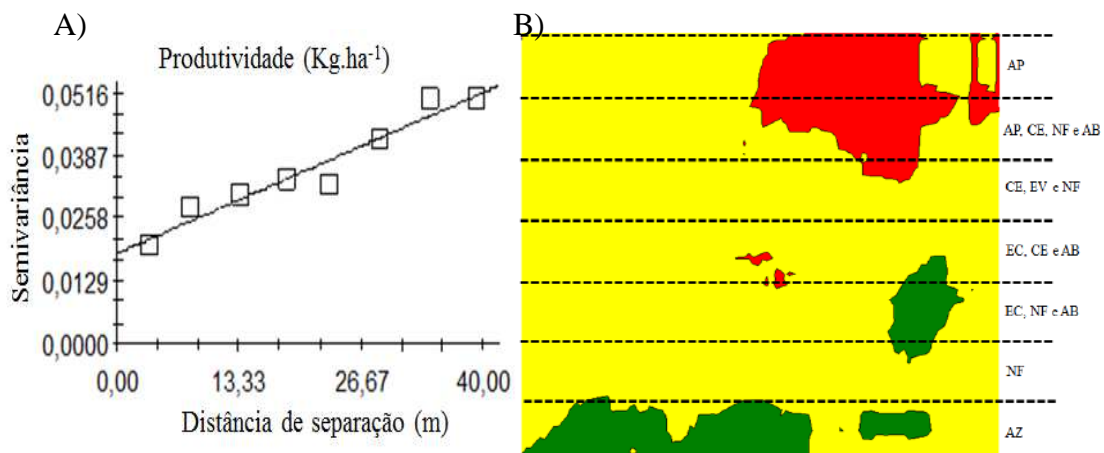 A)
Produtividade (Kg.ha⁻¹)
Semivariância
0,0516
0,0387
0,0258
0,0129
0,0000
0,00
13,33
26,67
40,00
Distância de separação (m)
B)
AP
AP, CE, NF e AB
CE, EV e NF
EC, CE e AB
EC, NF e AB
NF
AZ